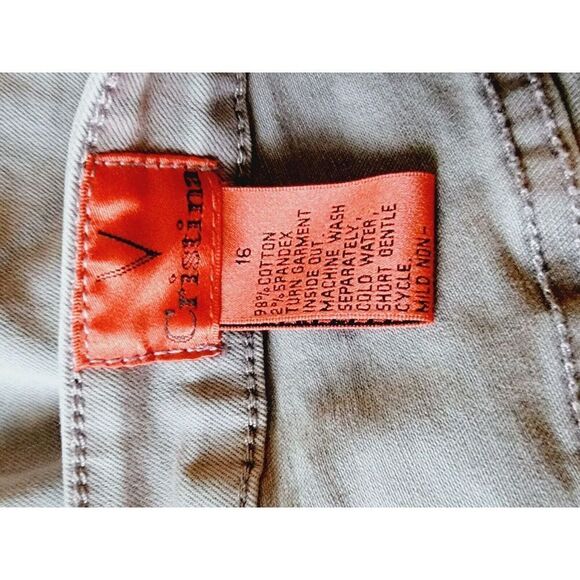 V
Cristina
16
98% COTTON
2% SPANDEX
TURN GARMENT
INSIDE OUT.
MACHINE WASH
SEPARATELY,
COLD WATER,
SHORT GENTLE
CYCLE.
MILD NON-